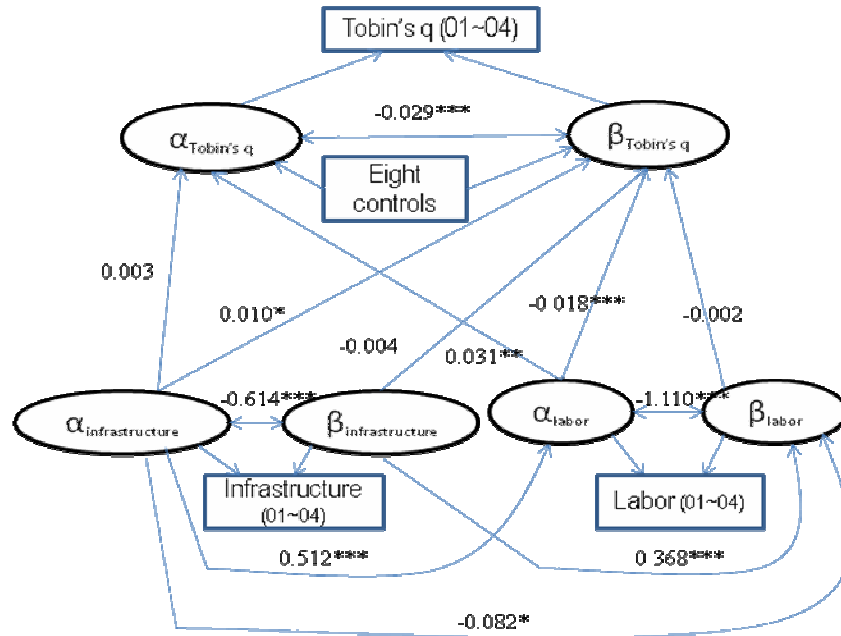 Tobin's q (01~04)
-0.029***
αTobin's q
βTobin's q
Eight
controls
0.003
0.010*
-0.018***
-0.002
-0.004
0.031**
-0.614***
-1.110***
αinfrastructure
βinfrastructure
αlabor
βlabor
Infrastructure
(01~04)
Labor (01~04)
0.512***
0 368***
-0.082*